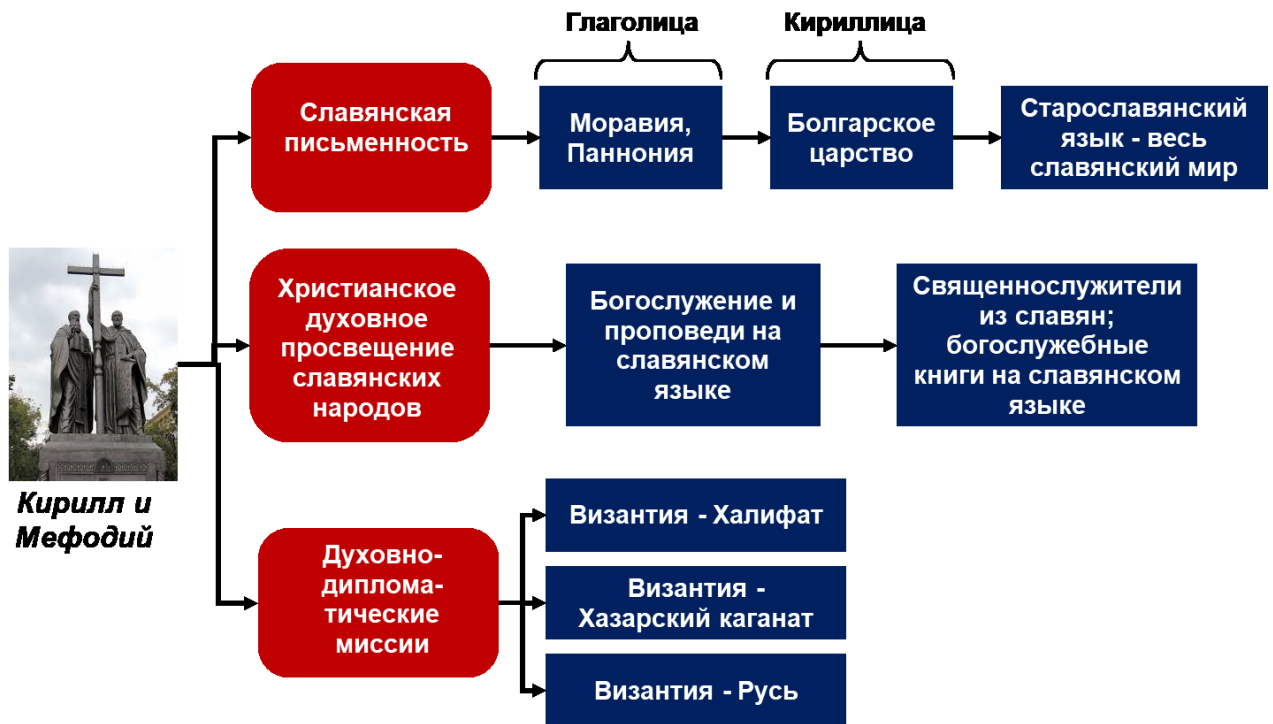 Глаголица
Кириллица
Славянская
письменность
Моравия,
Паннония
Болгарское
царство
Старославянский
язык - весь
славянский мир
Христианское
духовное
просвещение
славянских
народов
Богослужение и
проповеди на
славянском
языке
Священнослужители
из славян;
богослужебные
книги на славянском
языке
Кирилл и
Мефодий
Духовно-
диплома-
тические
миссии
Византия - Халифат
Византия -
Хазарский каганат
Византия - Русь